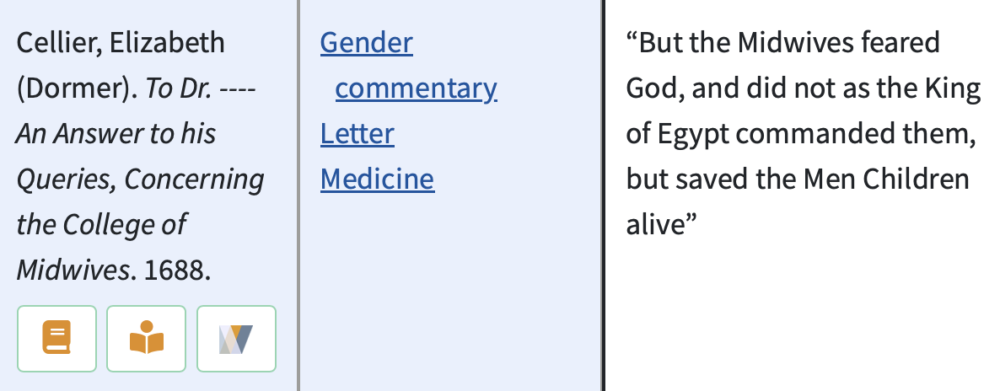 Cellier, Elizabeth
(Dormer). To Dr. ----
An Answer to his
Queries, Concerning
the College of
Midwives. 1688.
Gender
commentary
Letter
Medicine
“But the Midwives feared
God, and did not as the King
of Egypt commanded them,
but saved the Men Children
alive”